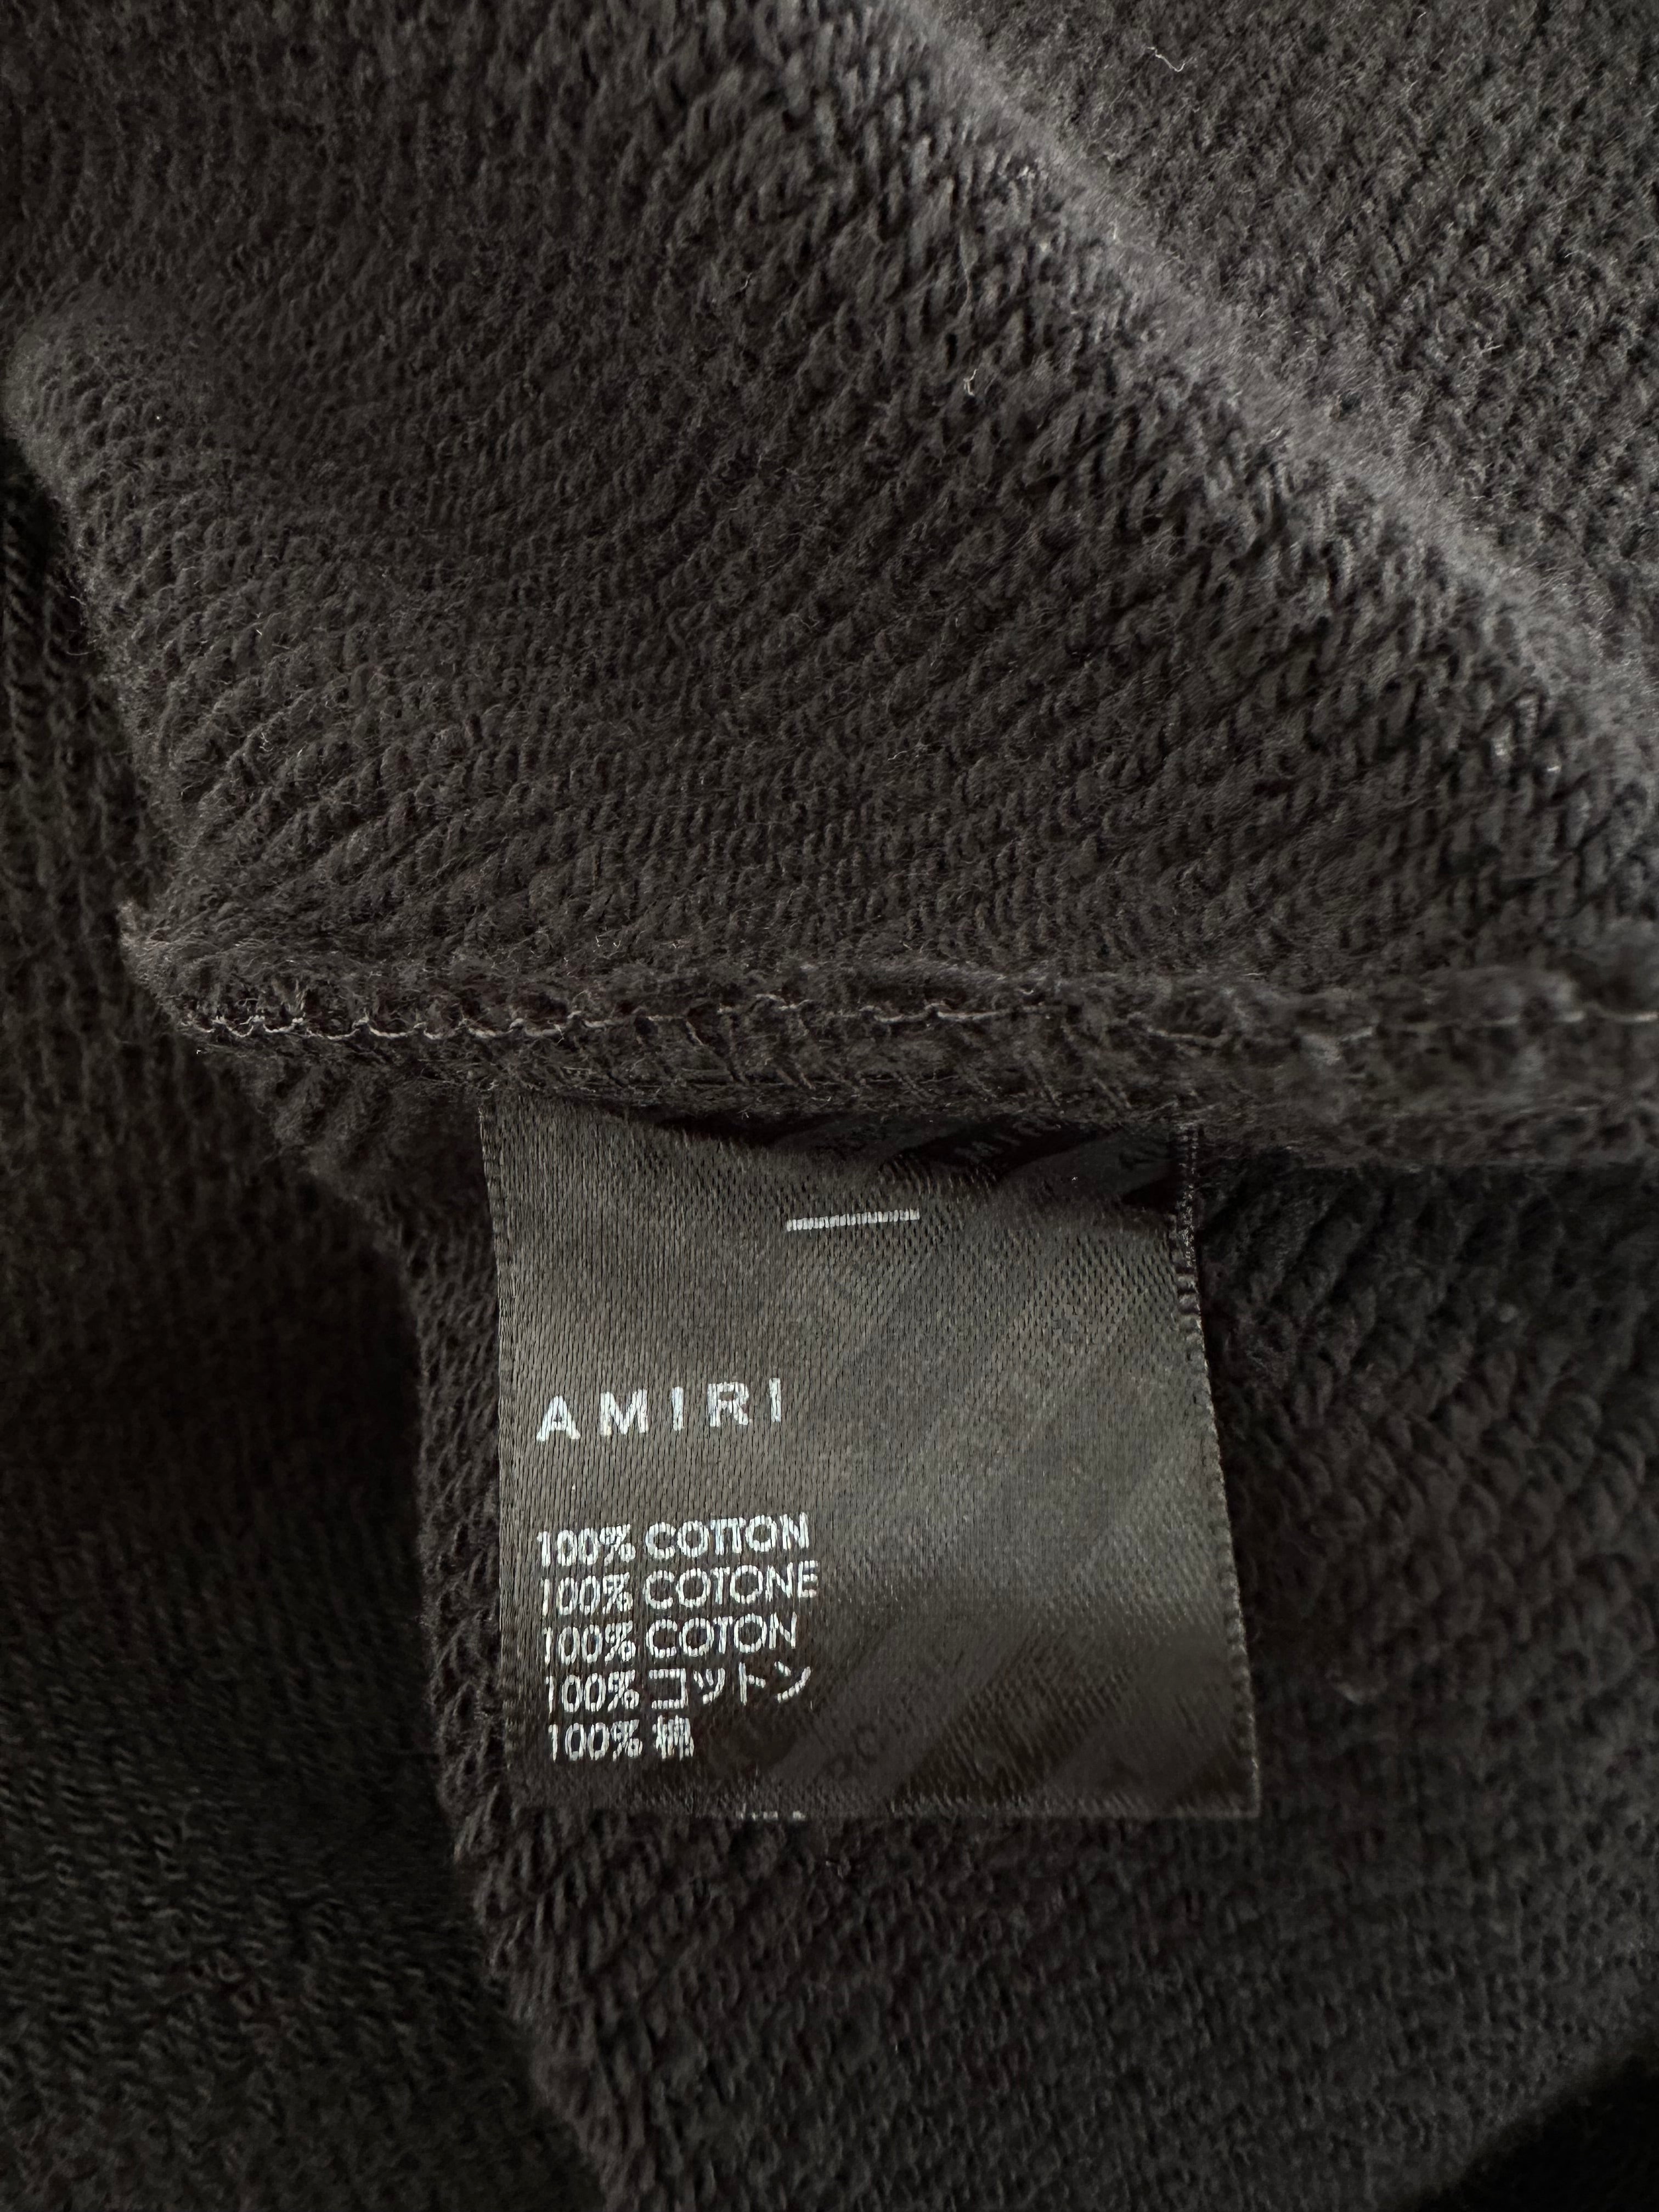 AMIRI
100% COTTON
100% COTONE
100% COTON
100% コットン
100% 棉